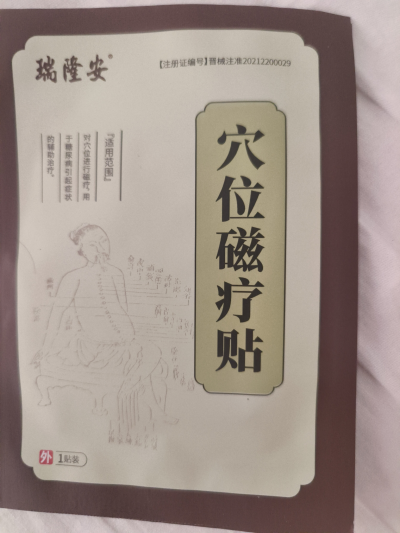 瑞隆安®
【注册证编号】晋械注准20212200029
穴位磁疗贴
『适用范围』
对穴位进行磁疗，用
于糖尿病引起症状
的辅助治疗。
外 1贴装